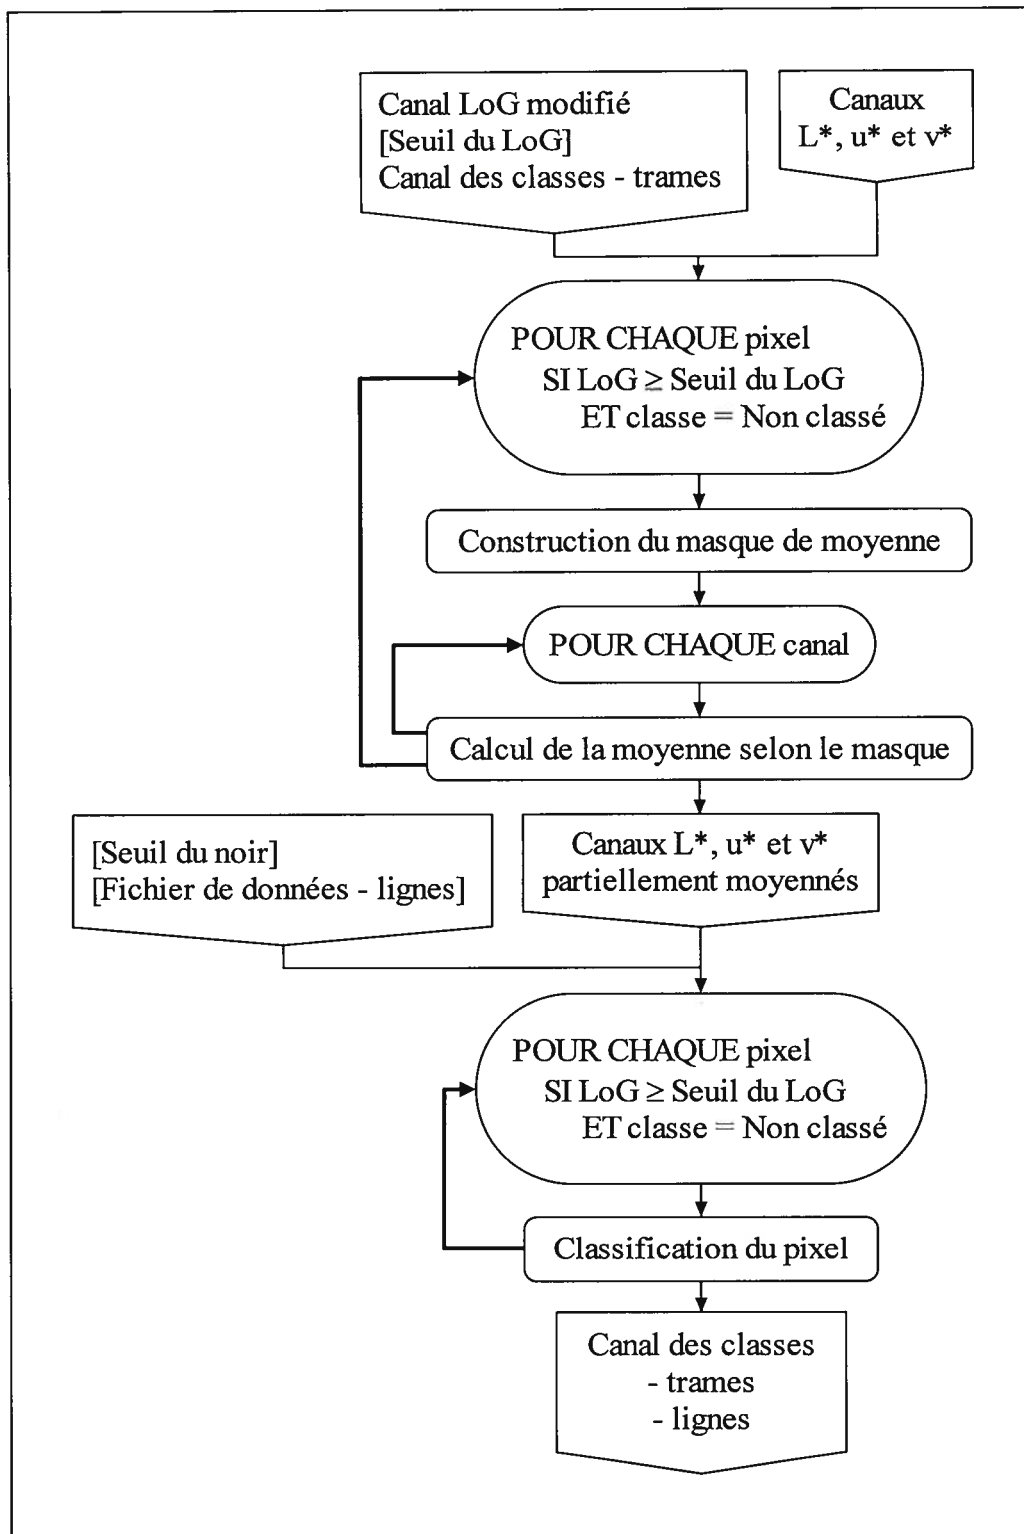 Canal LoG modifié
[Seuil du LoG]
Canal des classes - trames
Canaux
L*, u* et v*
POUR CHAQUE pixel
SI LoG ≥ Seuil du LoG
ET classe = Non classé
Construction du masque de moyenne
POUR CHAQUE canal
Calcul de la moyenne selon le masque
[Seuil du noir]
[Fichier de données - lignes]
Canaux L*, u* et v*
partiellement moyennés
POUR CHAQUE pixel
SI LoG ≥ Seuil du LoG
ET classe = Non classé
Classification du pixel
Canal des classes
- trames
- lignes